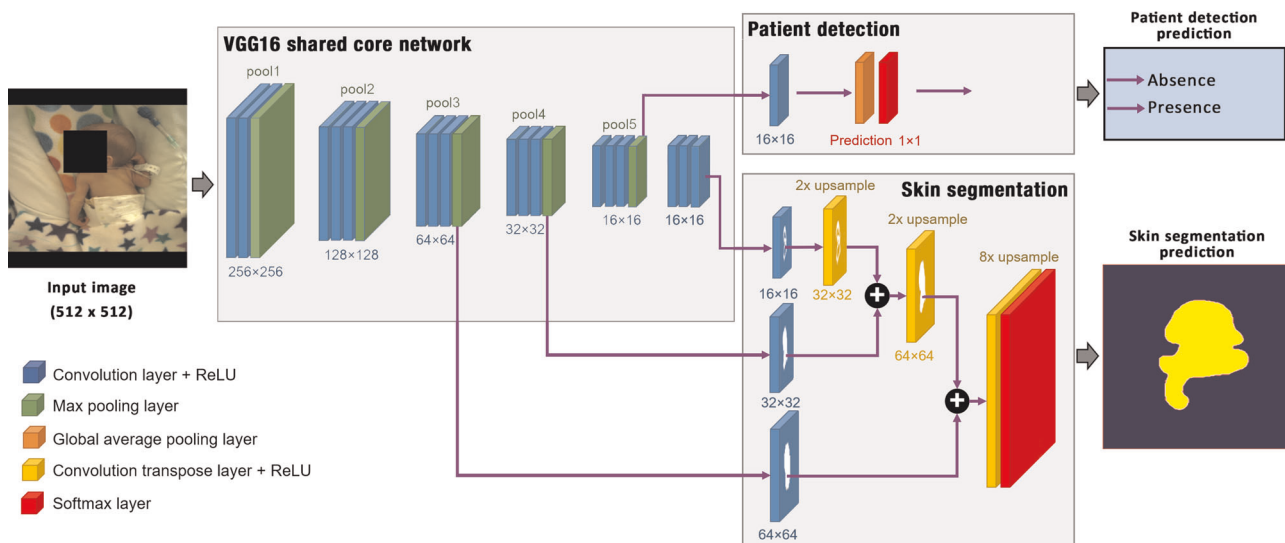 VGG16 shared core network
pool1
pool2
pool3
pool4
pool5
256×256
128×128
64×64
32×32
16×16
16×16
Input image
(512 x 512)
Patient detection
16×16
Prediction 1×1
Patient detection
prediction
Absence
Presence
Skin segmentation
2x upsample
2x upsample
8x upsample
16×16
32×32
64×64
32×32
64×64
Skin segmentation
prediction
Convolution layer + ReLU
Max pooling layer
Global average pooling layer
Convolution transpose layer + ReLU
Softmax layer